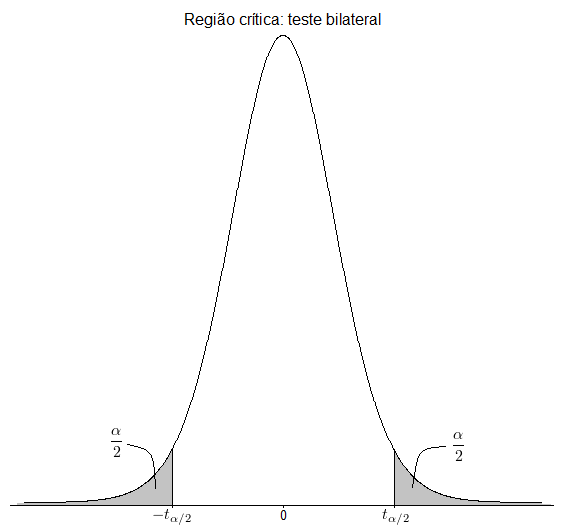 Região crítica: teste bilateral
α/2
α/2
−t_{α/2}
0
t_{α/2}